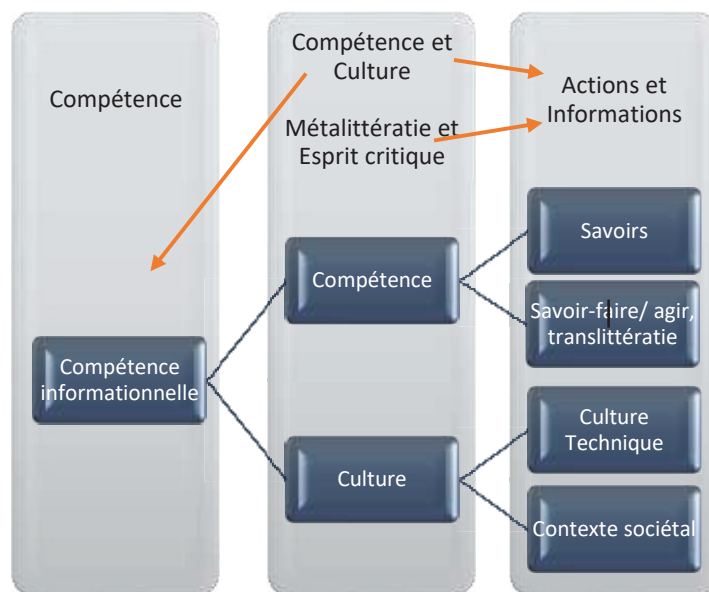 Compétence
Compétence
informationnelle
Compétence et
Culture
Métalittératie et
Esprit critique
Compétence
Culture
Actions et
Informations
Savoirs
Savoir-faire/ agir,
translittératie
Culture
Technique
Contexte sociétal